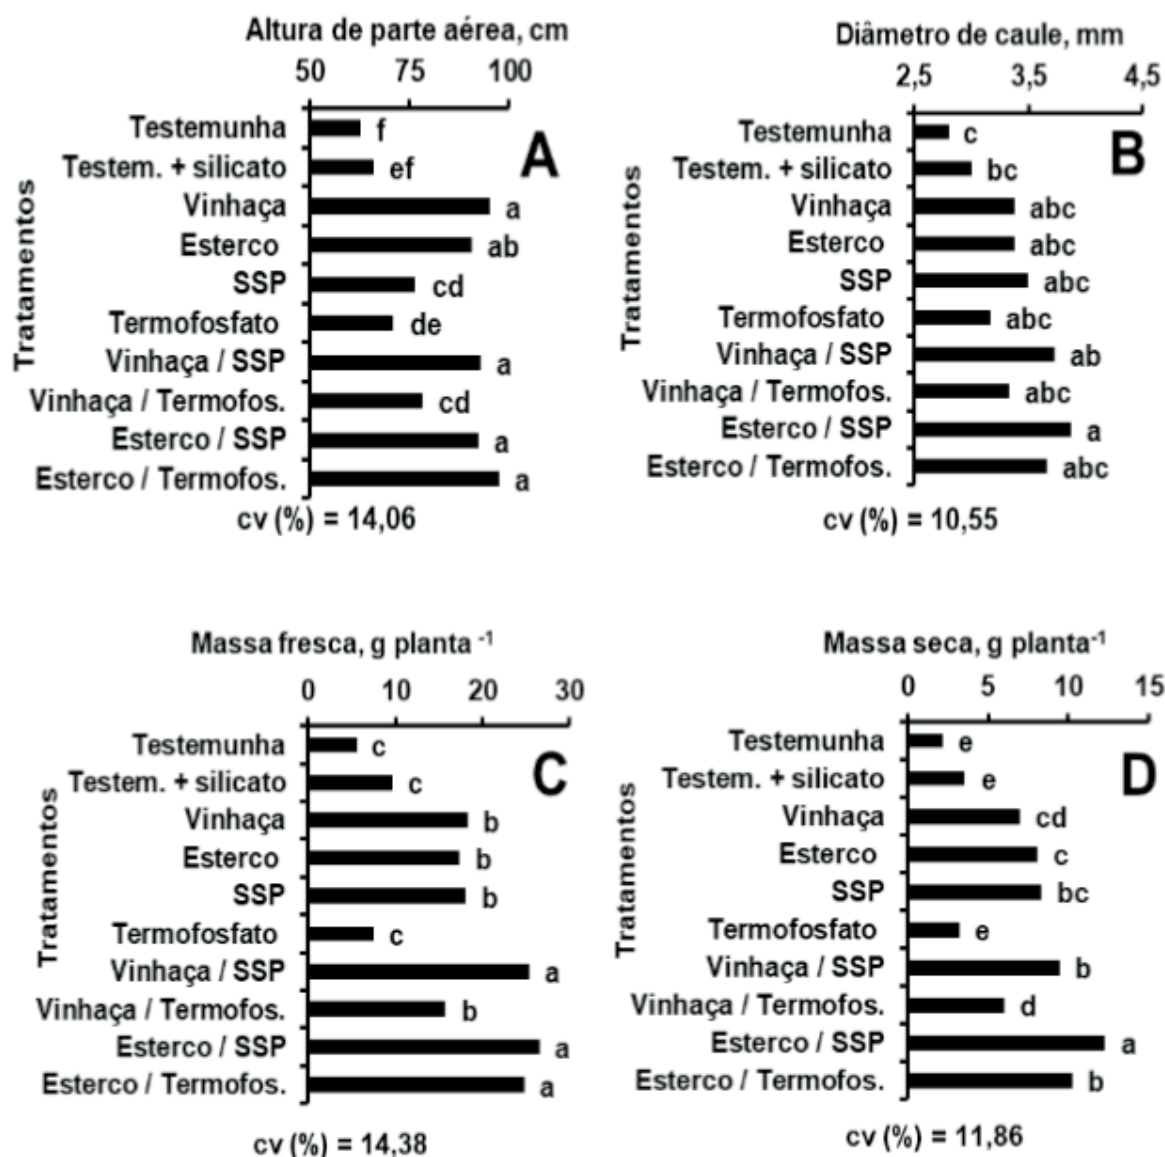 Altura de parte aérea, cm
50 75 100
Tratamentos
Testemunha f
Testem. + silicato ef
Vinhaça a
Esterco ab
SSP cd
Termofosfato de
Vinhaça / SSP a
Vinhaça / Termofos. cd
Esterco / SSP a
Esterco / Termofos. a
A
cv (%) = 14,06
Diâmetro de caule, mm
2,5 3,5 4,5
Tratamentos
Testemunha c
Testem. + silicato bc
Vinhaça abc
Esterco abc
SSP abc
Termofosfato abc
Vinhaça / SSP ab
Vinhaça / Termofos. abc
Esterco / SSP a
Esterco / Termofos. abc
B
cv (%) = 10,55
Massa fresca, g planta -1
0 10 20 30
Tratamentos
Testemunha c
Testem. + silicato c
Vinhaça b
Esterco b
SSP b
Termofosfato c
Vinhaça / SSP a
Vinhaça / Termofos. b
Esterco / SSP a
Esterco / Termofos. a
C
cv (%) = 14,38
Massa seca, g planta-1
0 5 10 15
Tratamentos
Testemunha e
Testem. + silicato e
Vinhaça cd
Esterco c
SSP bc
Termofosfato e
Vinhaça / SSP b
Vinhaça / Termofos. d
Esterco / SSP a
Esterco / Termofos. b
D
cv (%) = 11,86